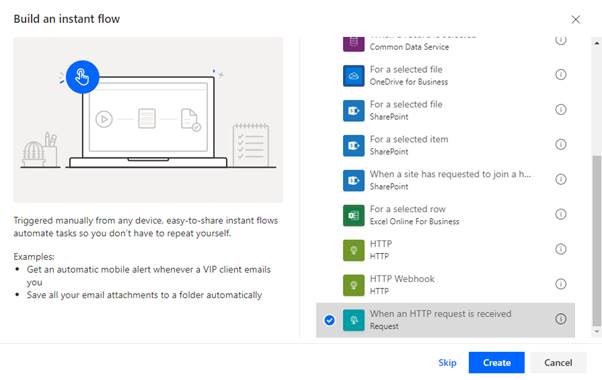 Build an instant flow
Triggered manually from any device, easy-to-share instant flows
automate tasks so you don't have to repeat yourself.
Examples:
Get an automatic mobile alert whenever a VIP client emails
you
Save all your email attachments to a folder automatically
When a record is selected
Common Data Service
For a selected file
OneDrive for Business
For a selected file
SharePoint
For a selected item
SharePoint
When a site has requested to join a h...
SharePoint
For a selected row
Excel Online For Business
HTTP
HTTP
HTTP Webhook
HTTP
When an HTTP request is received
Request
Skip
Create
Cancel